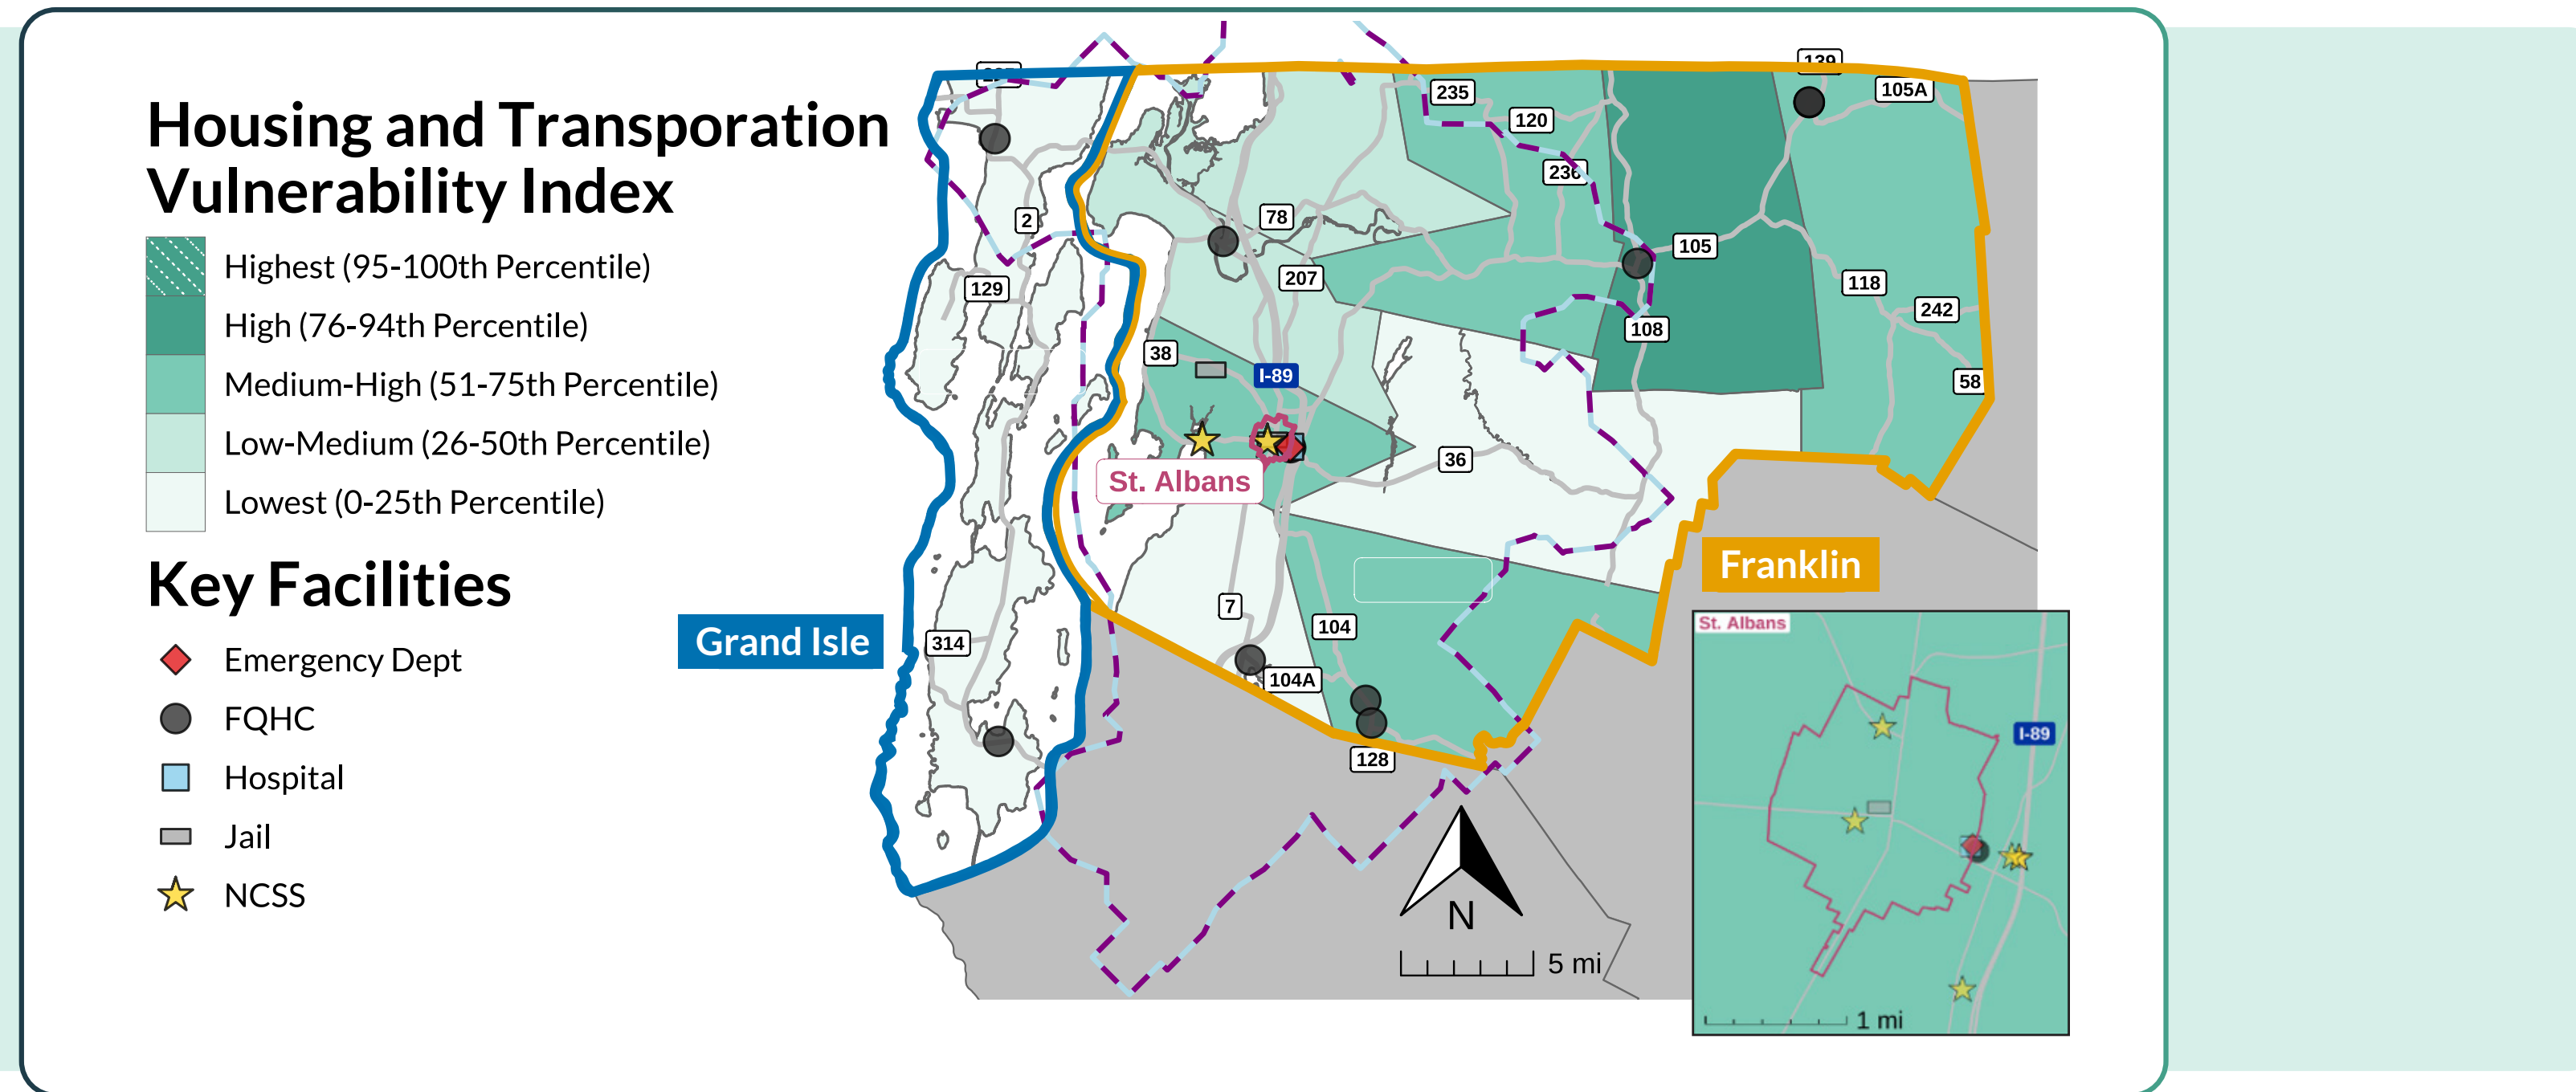 Housing and Transporation
Vulnerability Index
Highest (95-100th Percentile)
High (76-94th Percentile)
Medium-High (51-75th Percentile)
Low-Medium (26-50th Percentile)
Lowest (0-25th Percentile)
Key Facilities
Emergency Dept
FQHC
Hospital
Jail
NCSS
139
105A
235
120
236
2
78
105
129
207
118
242
108
38
I-89
58
36
St. Albans
Franklin
7
104
Grand Isle
314
104A
128
N
5 mi
St. Albans
I-89
1 mi